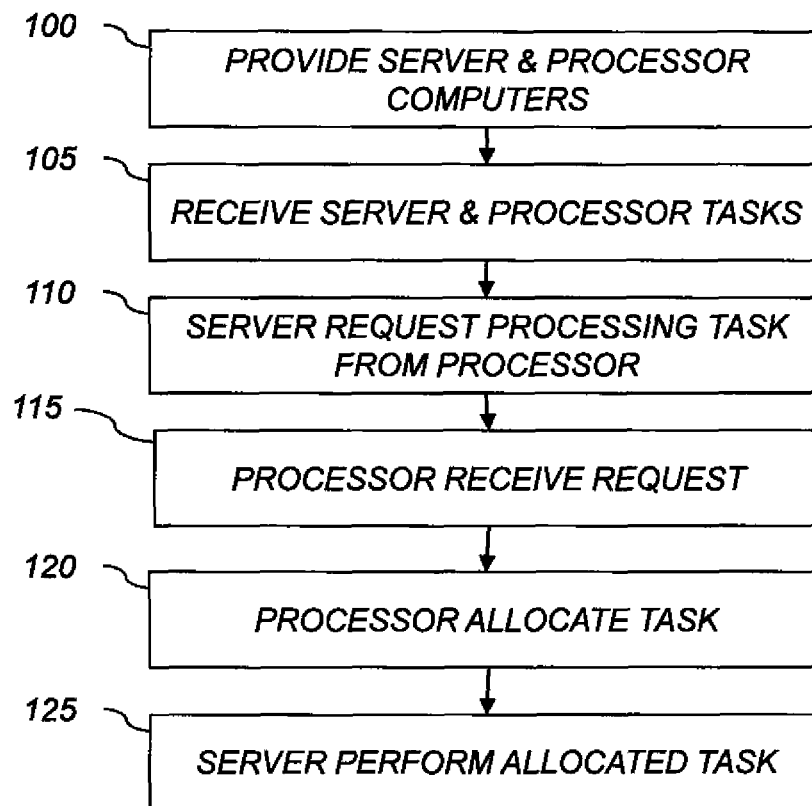 100
PROVIDE SERVER & PROCESSOR
COMPUTERS
105
RECEIVE SERVER & PROCESSOR TASKS
110
SERVER REQUEST PROCESSING TASK
FROM PROCESSOR
115
PROCESSOR RECEIVE REQUEST
120
PROCESSOR ALLOCATE TASK
125
SERVER PERFORM ALLOCATED TASK